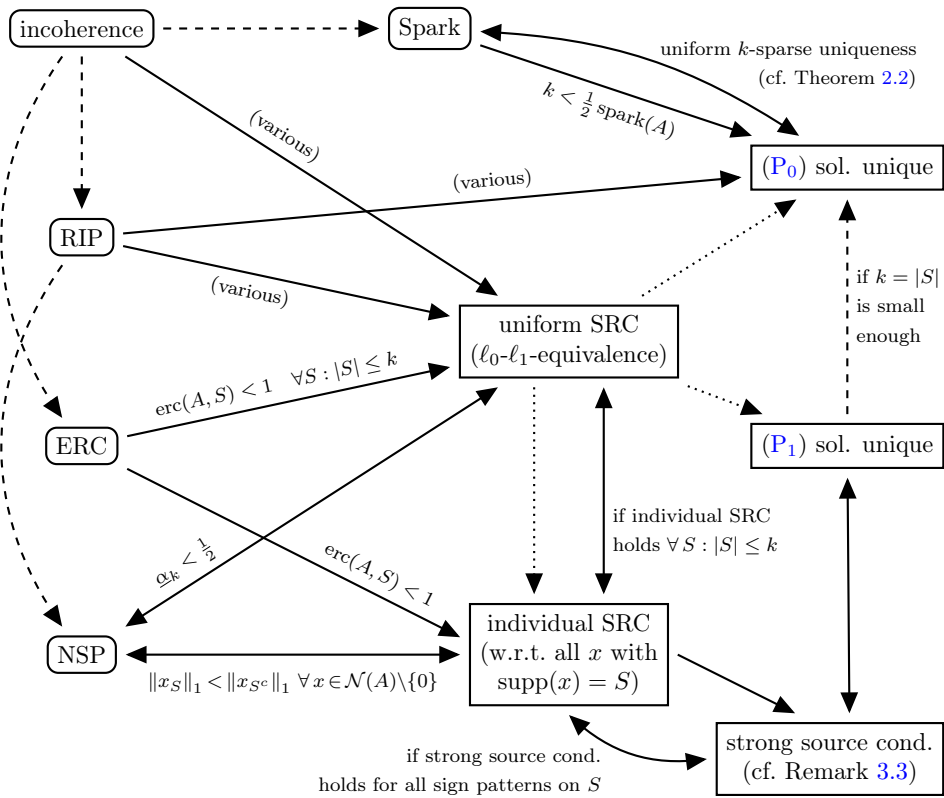 incoherence
Spark
uniform k-sparse uniqueness
(cf. Theorem 2.2)
k < 1/2 spark(A)
(various)
(P₀) sol. unique
(various)
RIP
(various)
if k = |S|
is small
enough
uniform SRC
(ℓ₀-ℓ₁-equivalence)
erc(A, S) < 1 ∀S : |S| ≤ k
ERC
(P₁) sol. unique
if individual SRC
holds ∀ S : |S| ≤ k
α̲ₖ < 1/2
erc(A, S) < 1
individual SRC
(w.r.t. all x with
supp(x) = S)
NSP
‖x_S‖₁ < ‖x_{S^c}‖₁ ∀ x ∈ 𝒩(A)\{0}
strong source cond.
(cf. Remark 3.3)
if strong source cond.
holds for all sign patterns on S